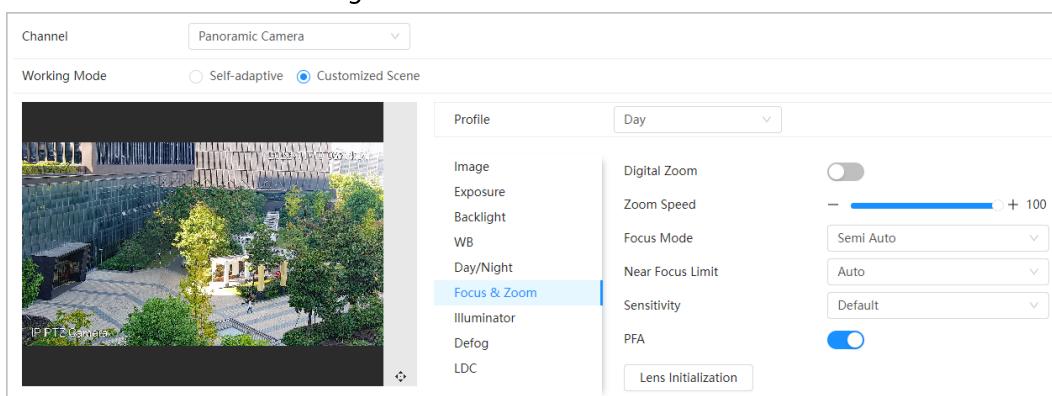 Channel Panoramic Camera
Working Mode Self-adaptive Customized Scene
Profile Day
Image
Exposure
Backlight
WB
Day/Night
Focus & Zoom
Illuminator
Defog
LDC
Digital Zoom
Zoom Speed 100
Focus Mode Semi Auto
Near Focus Limit Auto
Sensitivity Default
PFA
Lens Initialization
IP PTZ Camera